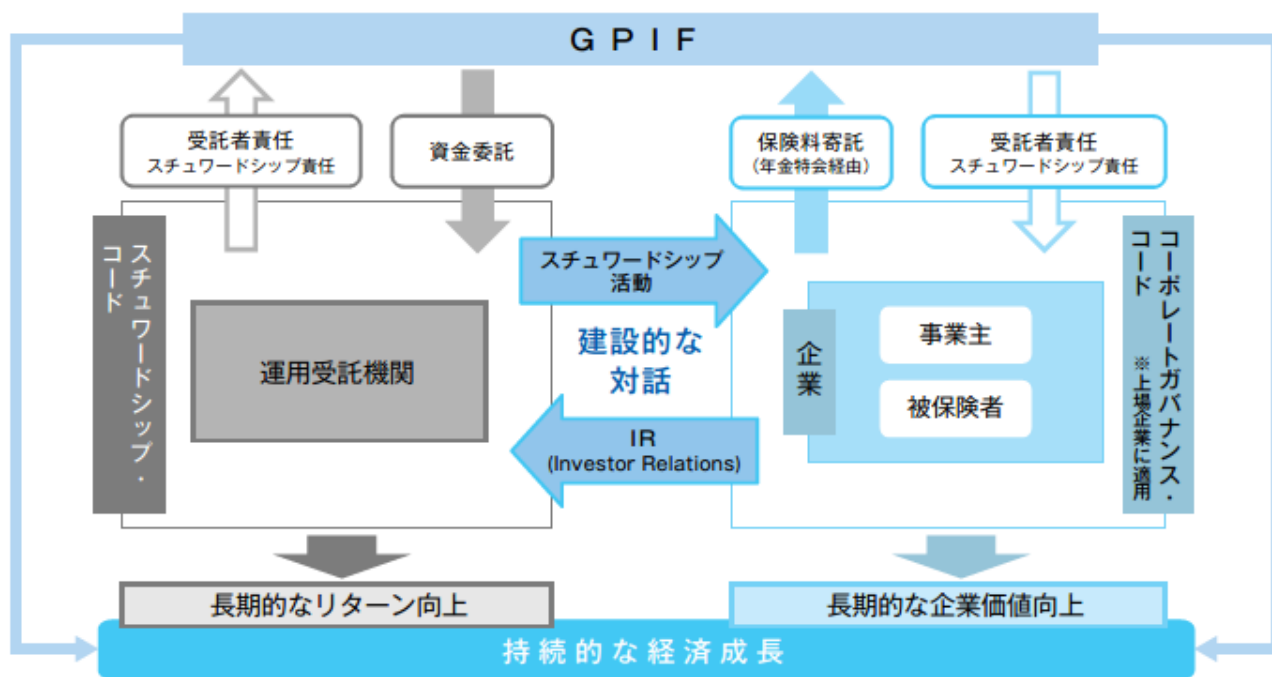 GPIF
受託者責任
スチュワードシップ責任
資金委託
保険料寄託
（年金特会経由）
受託者責任
スチュワードシップ責任
スチュワードシップ・
コード
運用受託機関
スチュワードシップ
活動
建設的な
対話
IR
(Investor Relations)
企業
事業主
被保険者
コーポレートガバナンス・
コード ※上場企業に適用
長期的なリターン向上
長期的な企業価値向上
持続的な経済成長